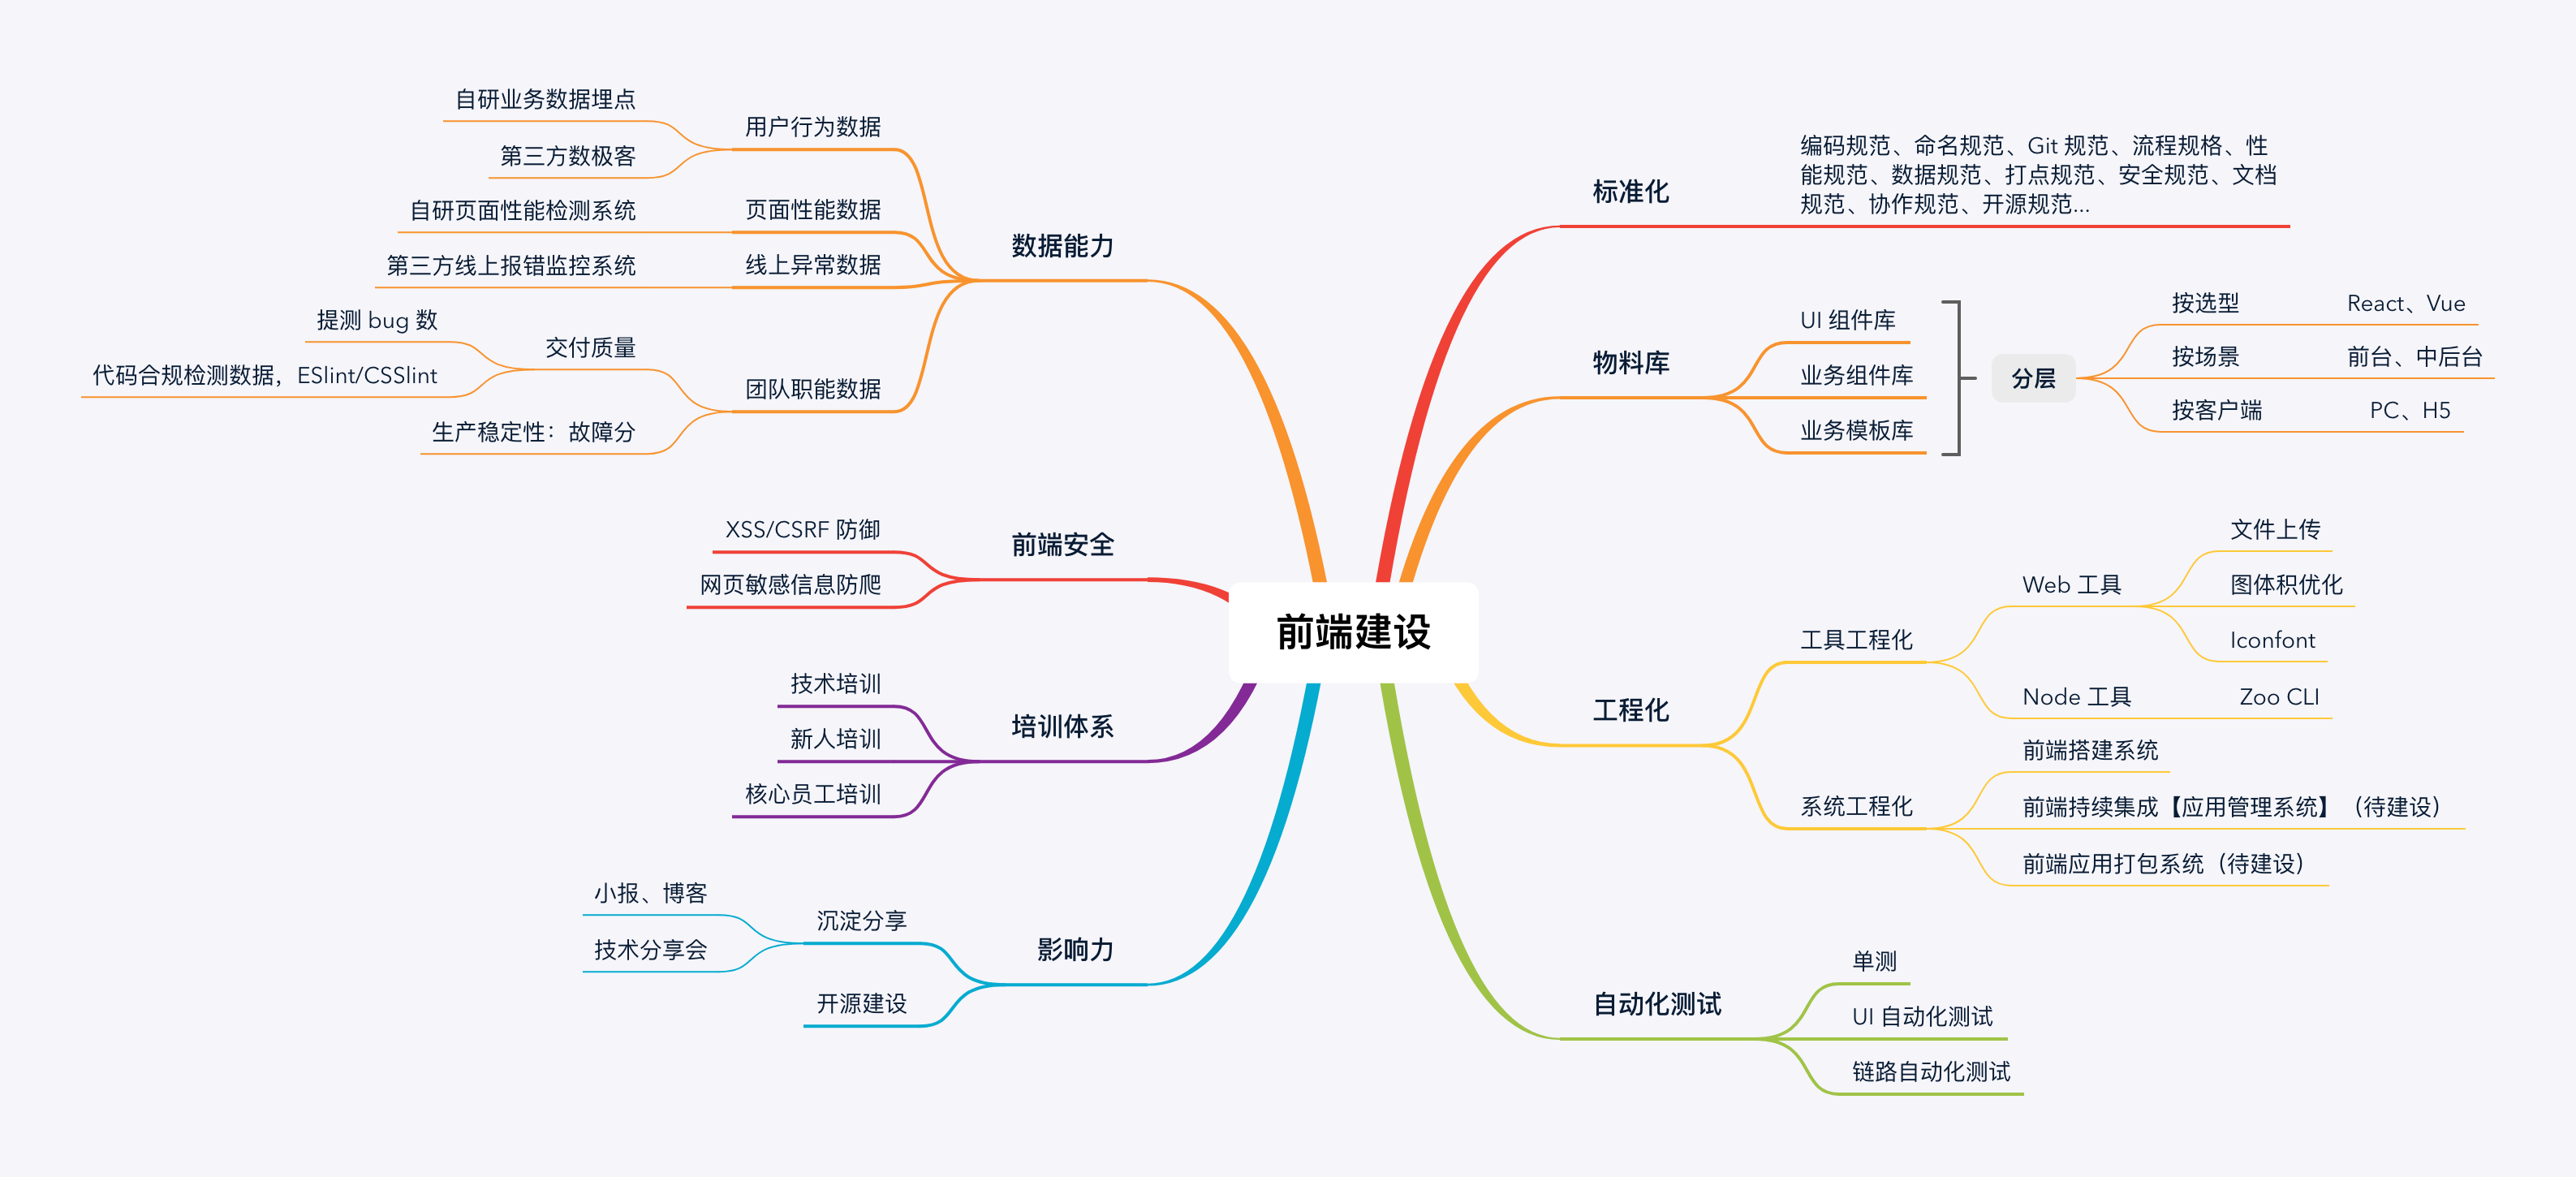 前端建设
标准化
编码规范、命名规范、Git 规范、流程规格、性
能规范、数据规范、打点规范、安全规范、文档
规范、协作规范、开源规范...
物料库
UI 组件库
业务组件库
业务模板库
分层
按选型
React、Vue
按场景
前台、中后台
按客户端
PC、H5
工程化
工具工程化
Web 工具
文件上传
图体积优化
Iconfont
Node 工具
Zoo CLI
系统工程化
前端搭建系统
前端持续集成【应用管理系统】（待建设）
前端应用打包系统（待建设）
自动化测试
单测
UI 自动化测试
链路自动化测试
数据能力
用户行为数据
自研业务数据埋点
第三方数极客
页面性能数据
自研页面性能检测系统
线上异常数据
第三方线上报错监控系统
团队职能数据
交付质量
提测 bug 数
代码合规检测数据，ESlint/CSSlint
生产稳定性：故障分
前端安全
XSS/CSRF 防御
网页敏感信息防爬
培训体系
技术培训
新人培训
核心员工培训
影响力
沉淀分享
小报、博客
技术分享会
开源建设